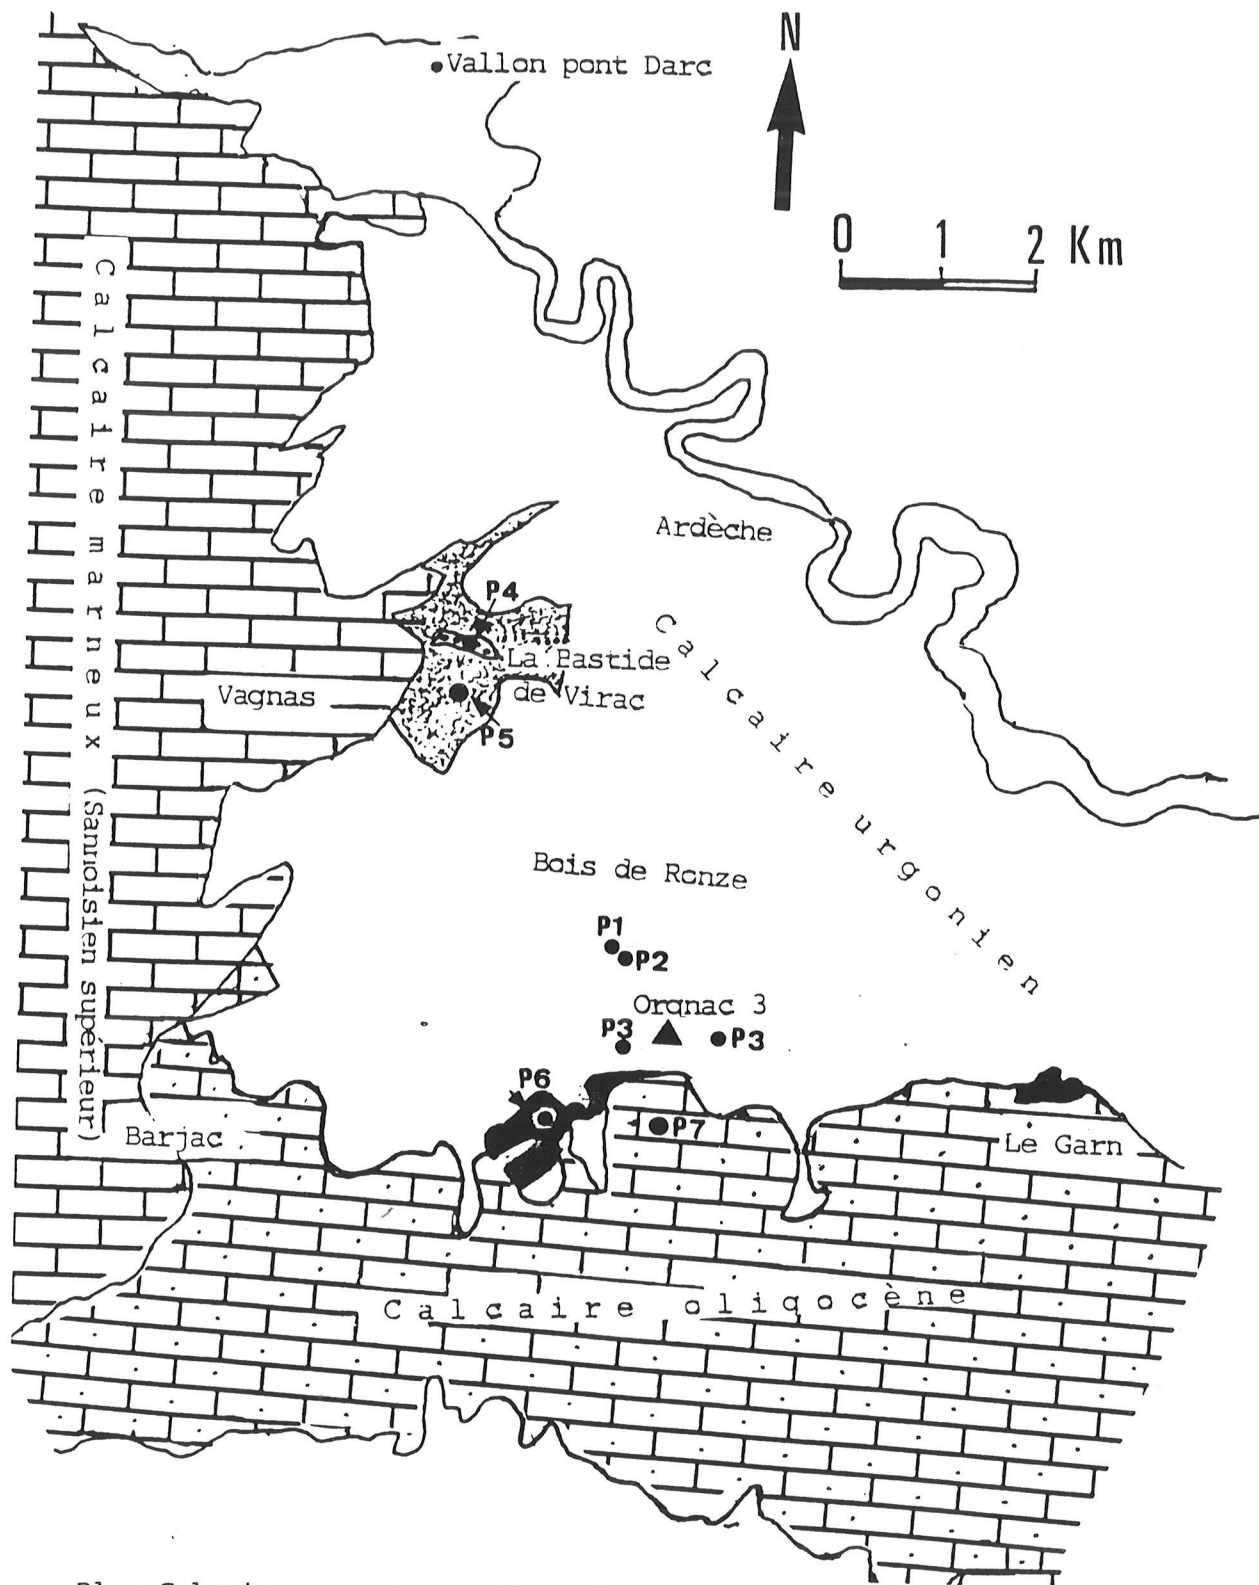 N
Vallon pont Darc
0 1 2 Km
Calcaire marneux (Sannoisien supérieur)
Ardèche
P4
Calcaire urgonien
La Bastide
de Virac
Vagnas
P5
Bois de Ronze
P1
P2
Orgnac 3
P3
P3
P6
P7
Barjac
Le Garn
Calcaire oligocène